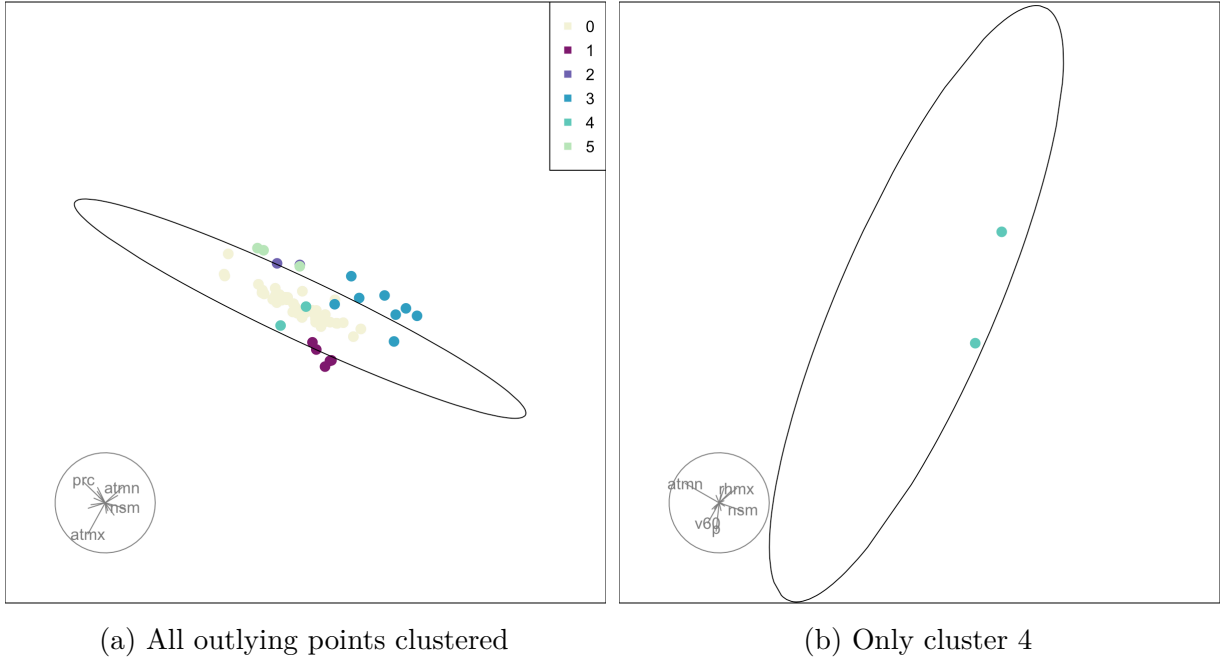 0
1
2
3
4
5
prc
atmn
nsm
atmx
atmn
rhmx
nsm
v60
p
(a) All outlying points clustered
(b) Only cluster 4